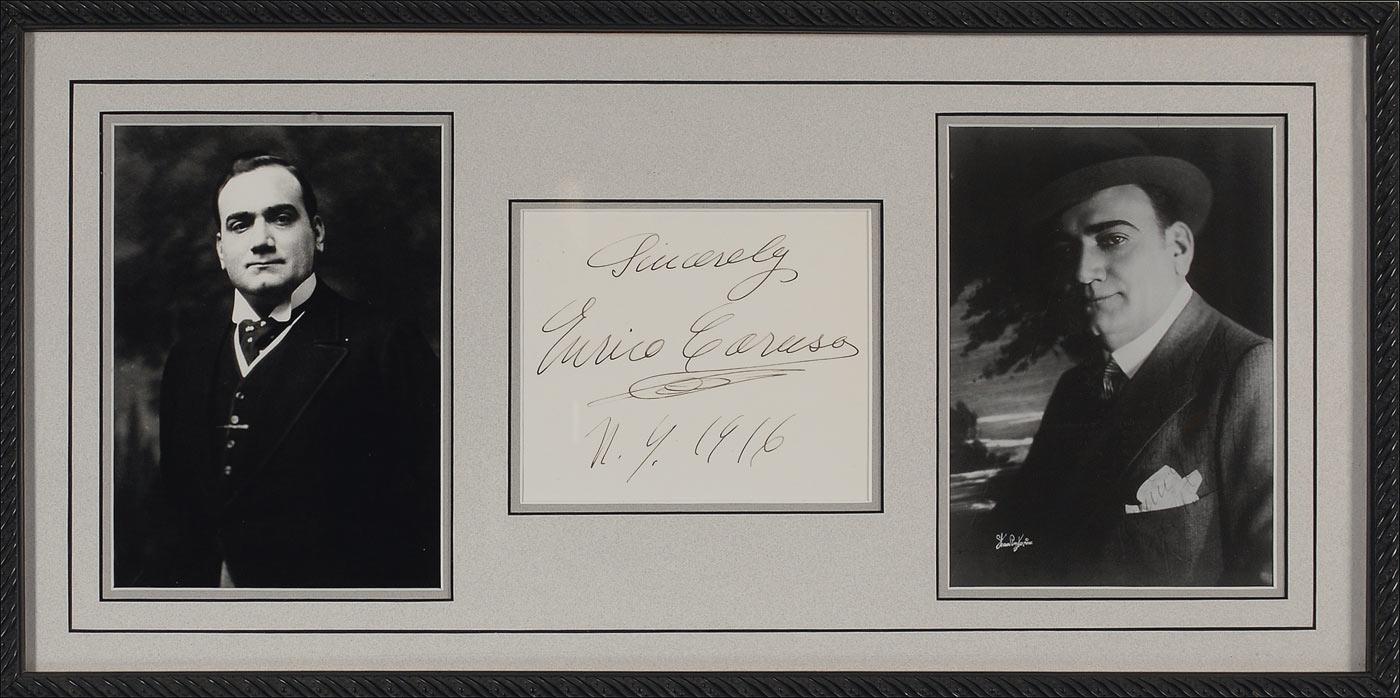 Sincerely
Enrico Caruso
N. Y. 1916